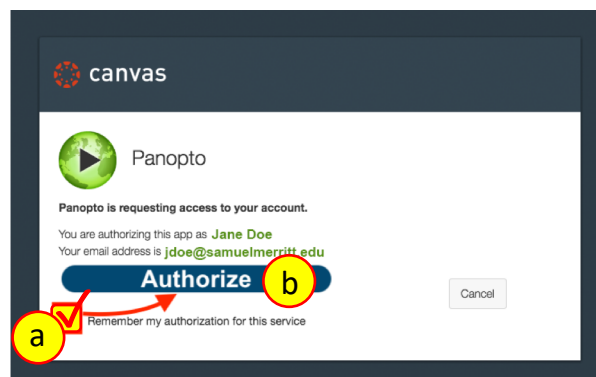 canvas
Panopto
Panopto is requesting access to your account.
You are authorizing this app as Jane Doe
Your email address is jdoe@samuelmerritt.edu
Authorize b
Cancel
a Remember my authorization for this service